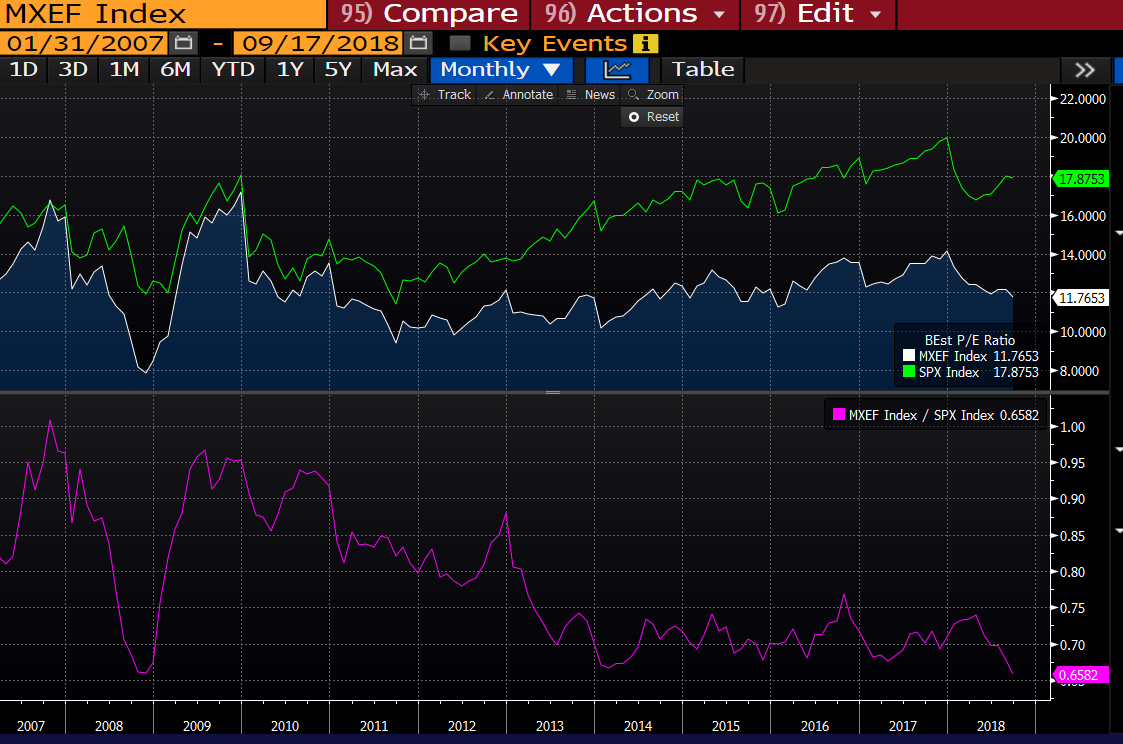 MXEF Index 95) Compare 96) Actions 97) Edit
01/31/2007 - 09/17/2018 Key Events i
1D 3D 1M 6M YTD 1Y 5Y Max Monthly Table »
Track Annotate News Zoom
Reset
22.0000
20.0000
17.8753
16.0000
14.0000
11.7653
10.0000
8.0000
BEst P/E Ratio
MXEF Index 11.7653
SPX Index 17.8753
MXEF Index / SPX Index 0.6582
1.00
0.95
0.90
0.85
0.80
0.75
0.70
0.6582
2007 2008 2009 2010 2011 2012 2013 2014 2015 2016 2017 2018